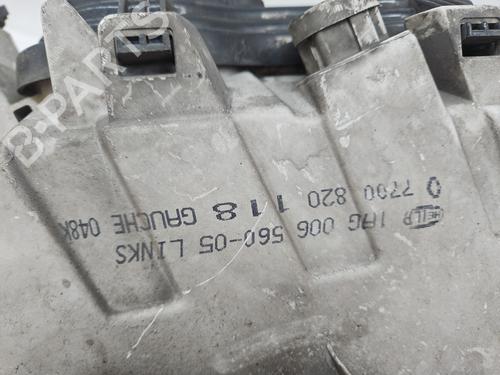 0 7700 820 118 GAUCHE 048K
HELLA 1AG 006 560-05 LINKS
B-PARTS